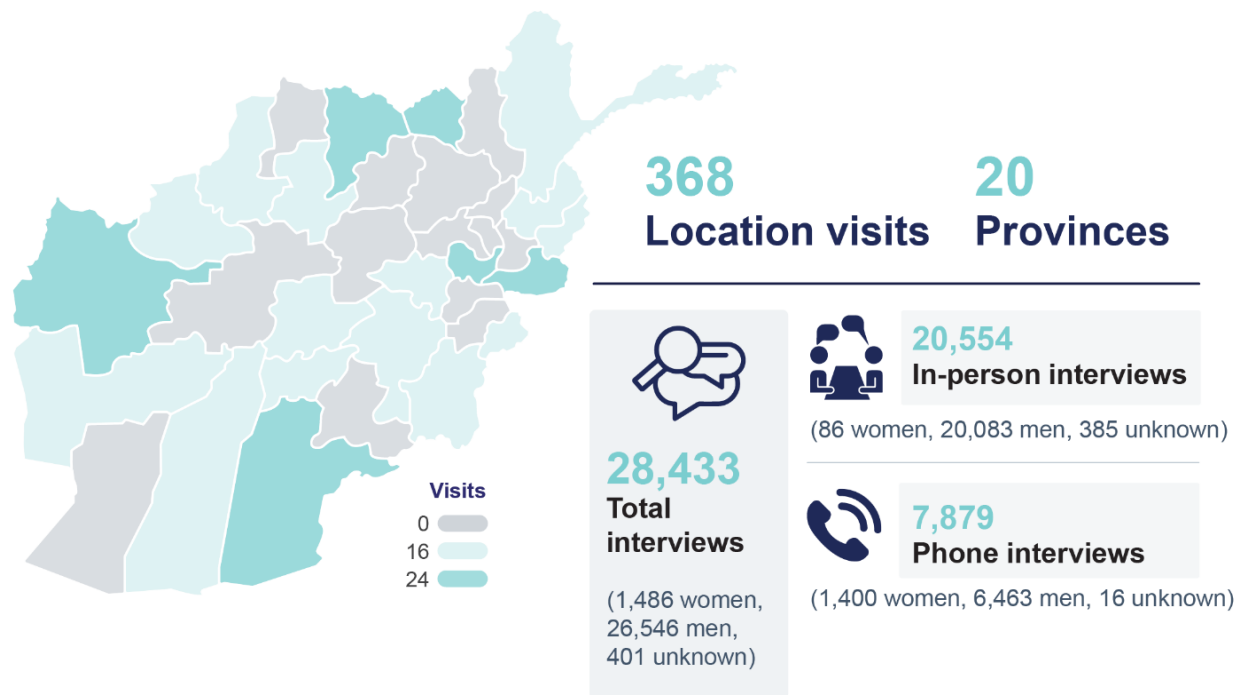 368
Location visits
20
Provinces
28,433
Total
interviews
(1,486 women,
26,546 men,
401 unknown)
20,554
In-person interviews
(86 women, 20,083 men, 385 unknown)
7,879
Phone interviews
(1,400 women, 6,463 men, 16 unknown)
Visits
0
16
24